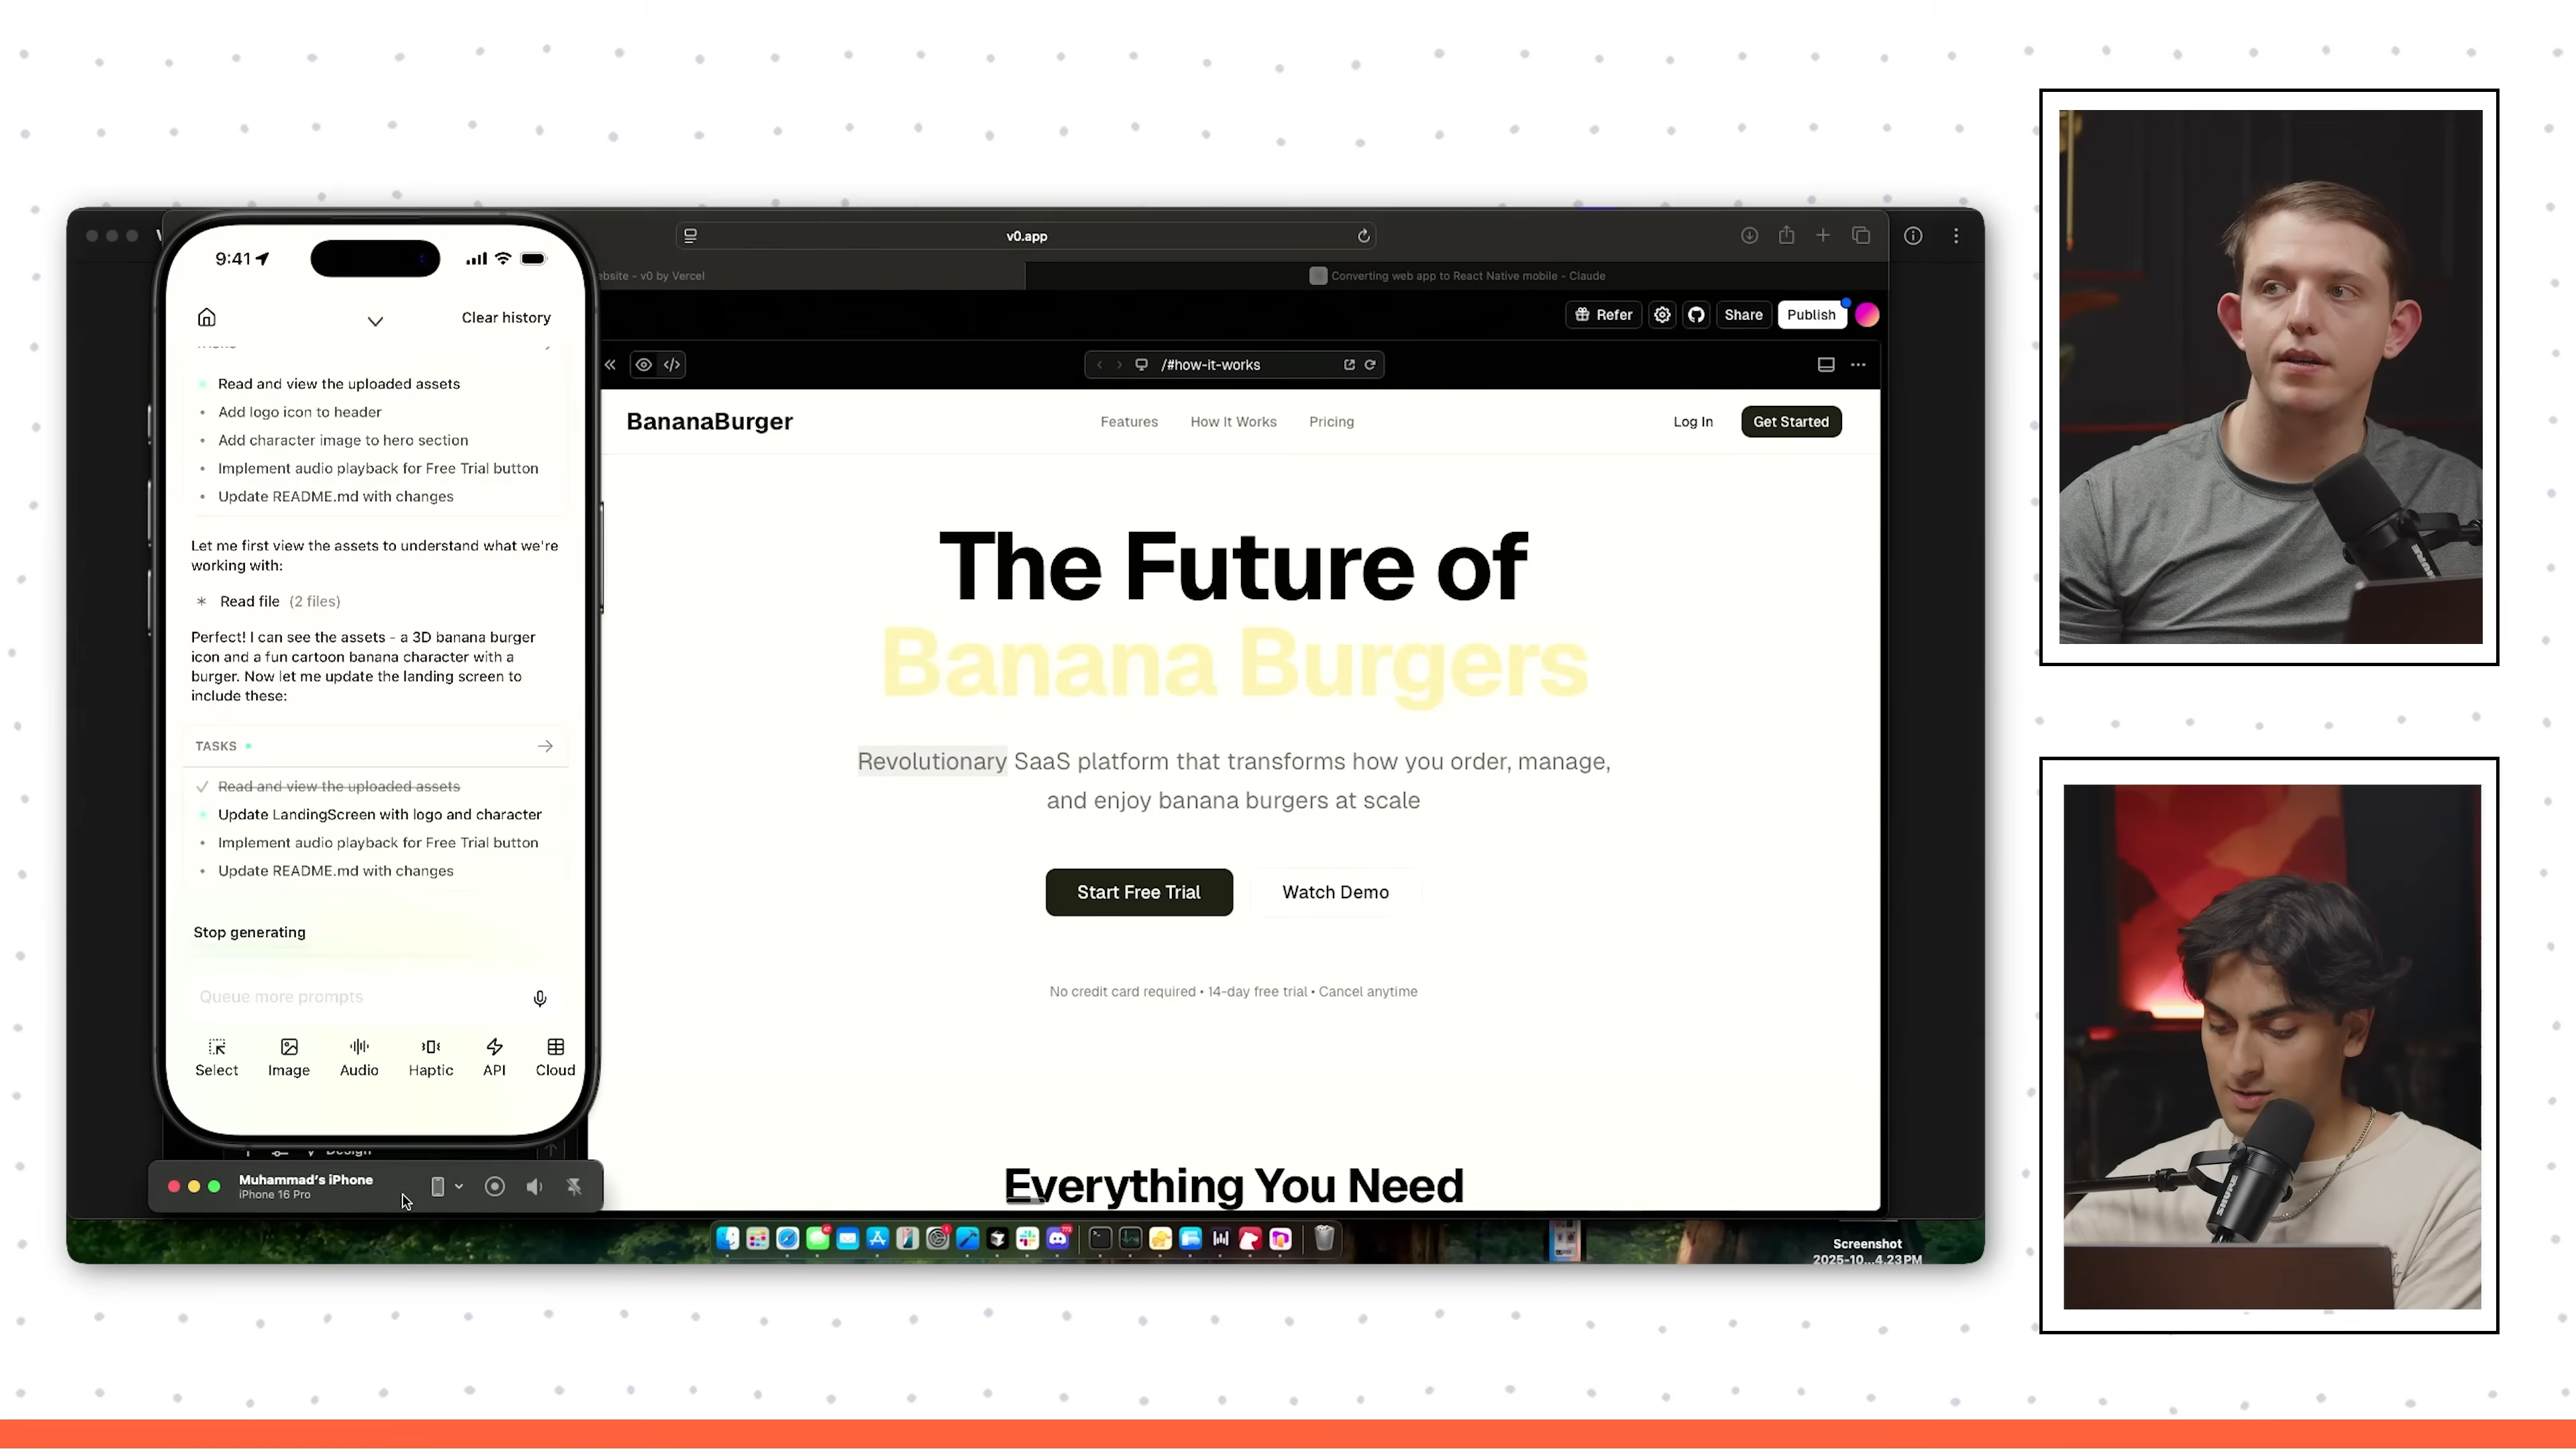 9:41
Clear history
Read and view the uploaded assets
Add logo icon to header
Add character image to hero section
Implement audio playback for Free Trial button
Update README.md with changes
Let me first view the assets to understand what we're
working with:
Read file (2 files)
Perfect! I can see the assets - a 3D banana burger
icon and a fun cartoon banana character with a
burger. Now let me update the landing screen to
include these:
TASKS
Read and view the uploaded assets
Update LandingScreen with logo and character
Implement audio playback for Free Trial button
Update README.md with changes
Stop generating
Queue more prompts
Select Image Audio Haptic API Cloud
Design
Muhammad's iPhone
iPhone 16 Pro
v0.app
ebsite - v0 by Vercel
Converting web app to React Native mobile - Claude
Refer Share Publish
/#how-it-works
BananaBurger Features How It Works Pricing Log In Get Started
The Future of
Banana Burgers
Revolutionary SaaS platform that transforms how you order, manage,
and enjoy banana burgers at scale
Start Free Trial Watch Demo
No credit card required • 14-day free trial • Cancel anytime
Everything You Need
Screenshot
2025-10...4.23 PM
SHURE